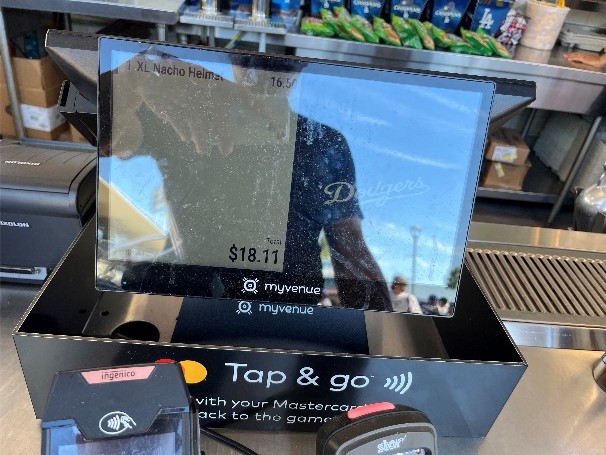 1 XL Nacho Helmet 16.50
Dodgers
Total
$18.11
myvenue
myvenue
Tap & go
with your Mastercard
back to the game
ingenico
star